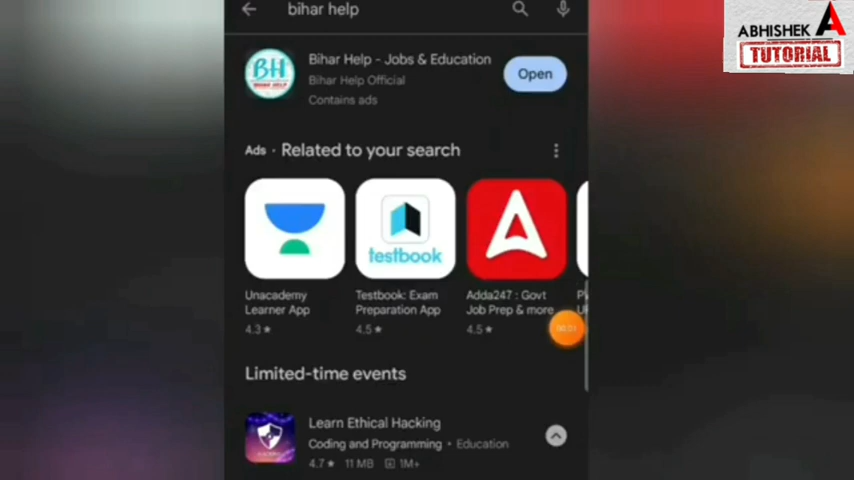 bihar help
ABHISHEK A
TUTORIAL
BH
BIHAR HELP
Bihar Help - Jobs & Education
Bihar Help Official
Contains ads
Open
Ads · Related to your search
testbook
Unacademy
Learner App
4.3★
Testbook: Exam
Preparation App
4.5★
Adda247 : Govt
Job Prep & more
4.5★
Limited-time events
Learn Ethical Hacking
Coding and Programming • Education
4.7★ 11 MB 1M+